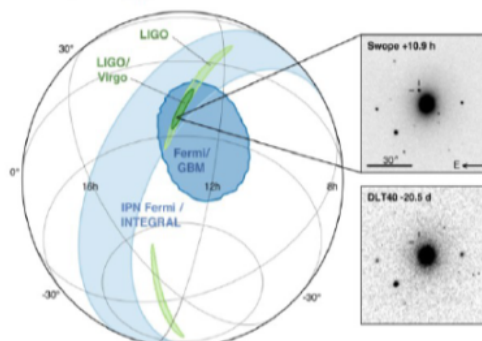 LIGO
LIGO/
Virgo
Fermi/
GBM
IPN Fermi /
INTEGRAL
30°
0°
-30°
-30°
16h
12h
8h
Swope +10.9 h
30"
E
DLT40 -20.5 d